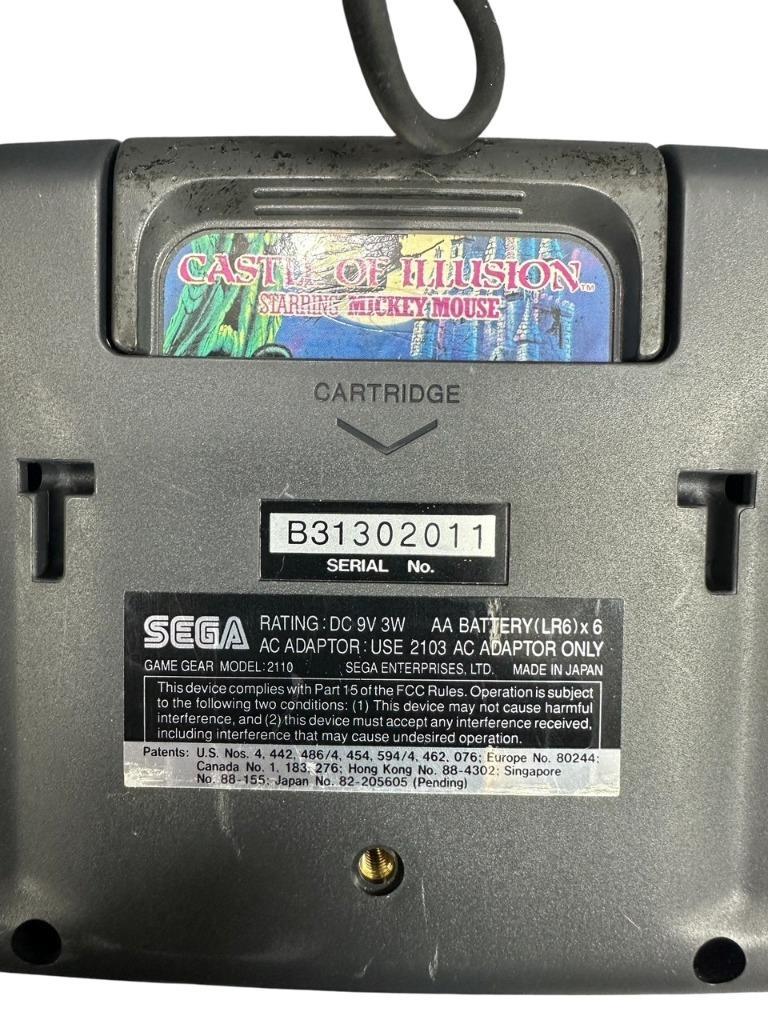 CASTLE OF ILLUSION™
STARRING MICKEY MOUSE
CARTRIDGE
B31302011
SERIAL No.
SEGA
RATING : DC 9V 3W AA BATTERY(LR6) x 6
AC ADAPTOR : USE 2103 AC ADAPTOR ONLY
GAME GEAR MODEL:2110 SEGA ENTERPRISES, LTD. MADE IN JAPAN
This device complies with Part 15 of the FCC Rules. Operation is subject
to the following two conditions: (1) This device may not cause harmful
interference, and (2) this device must accept any interference received,
including interference that may cause undesired operation.
Patents: U.S. Nos. 4, 442, 486/4, 454, 594/4, 462, 076; Europe No. 80244;
Canada No. 1, 183, 276; Hong Kong No. 88-4302; Singapore
No. 88-155; Japan No. 82-205605 (Pending)